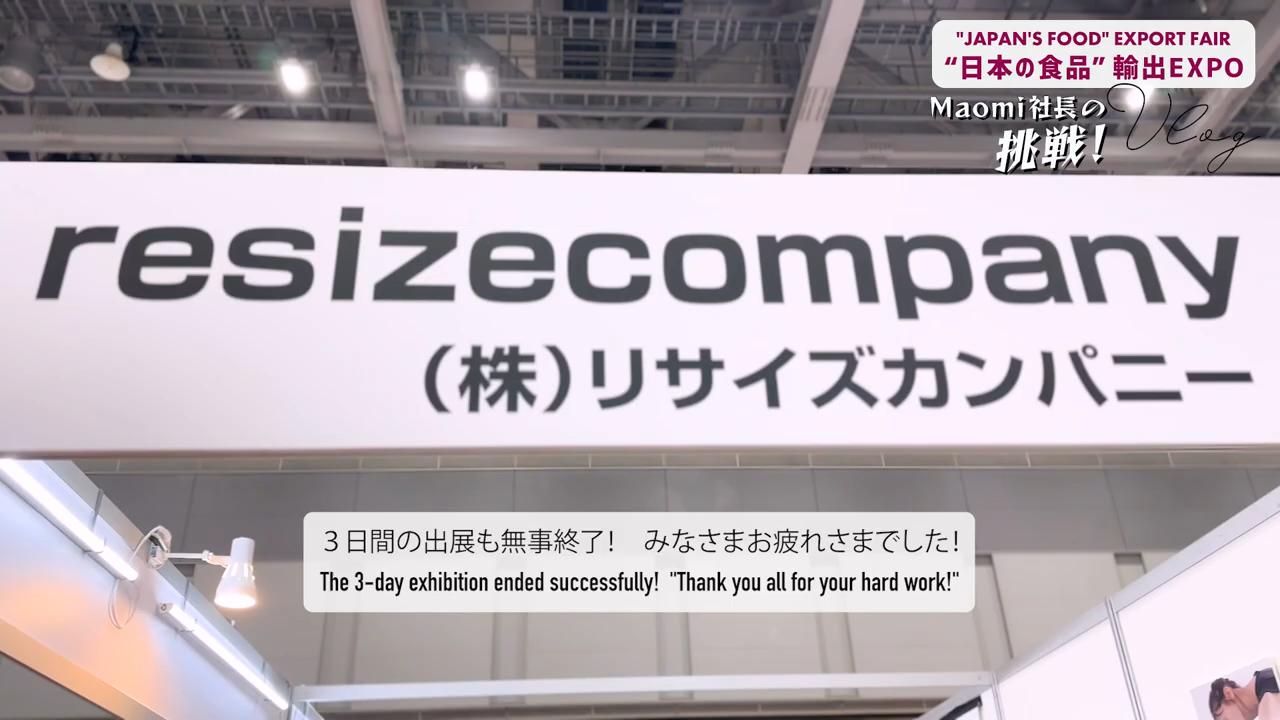 "JAPAN'S FOOD" EXPORT FAIR
“日本の食品” 輸出EXPO
Maomi社長の
挑戦！
Vlog
resizecompany
（株）リサイズカンパニー
３日間の出展も無事終了！　みなさまお疲れさまでした！
The 3-day exhibition ended successfully! "Thank you all for your hard work!"